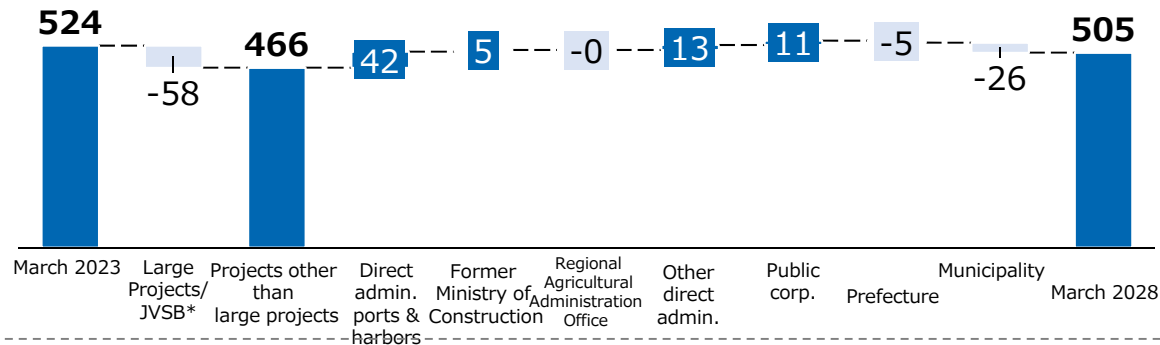 524
-58
466
42
5
-0
13
11
-5
-26
505
March 2023
Large
Projects/
JVSB*
Projects other
than
large projects
Direct
admin.
ports &
harbors
Former
Ministry of
Construction
Regional
Agricultural
Administration
Office
Other
direct
admin.
Public
corp.
Prefecture
Municipality
March 2028